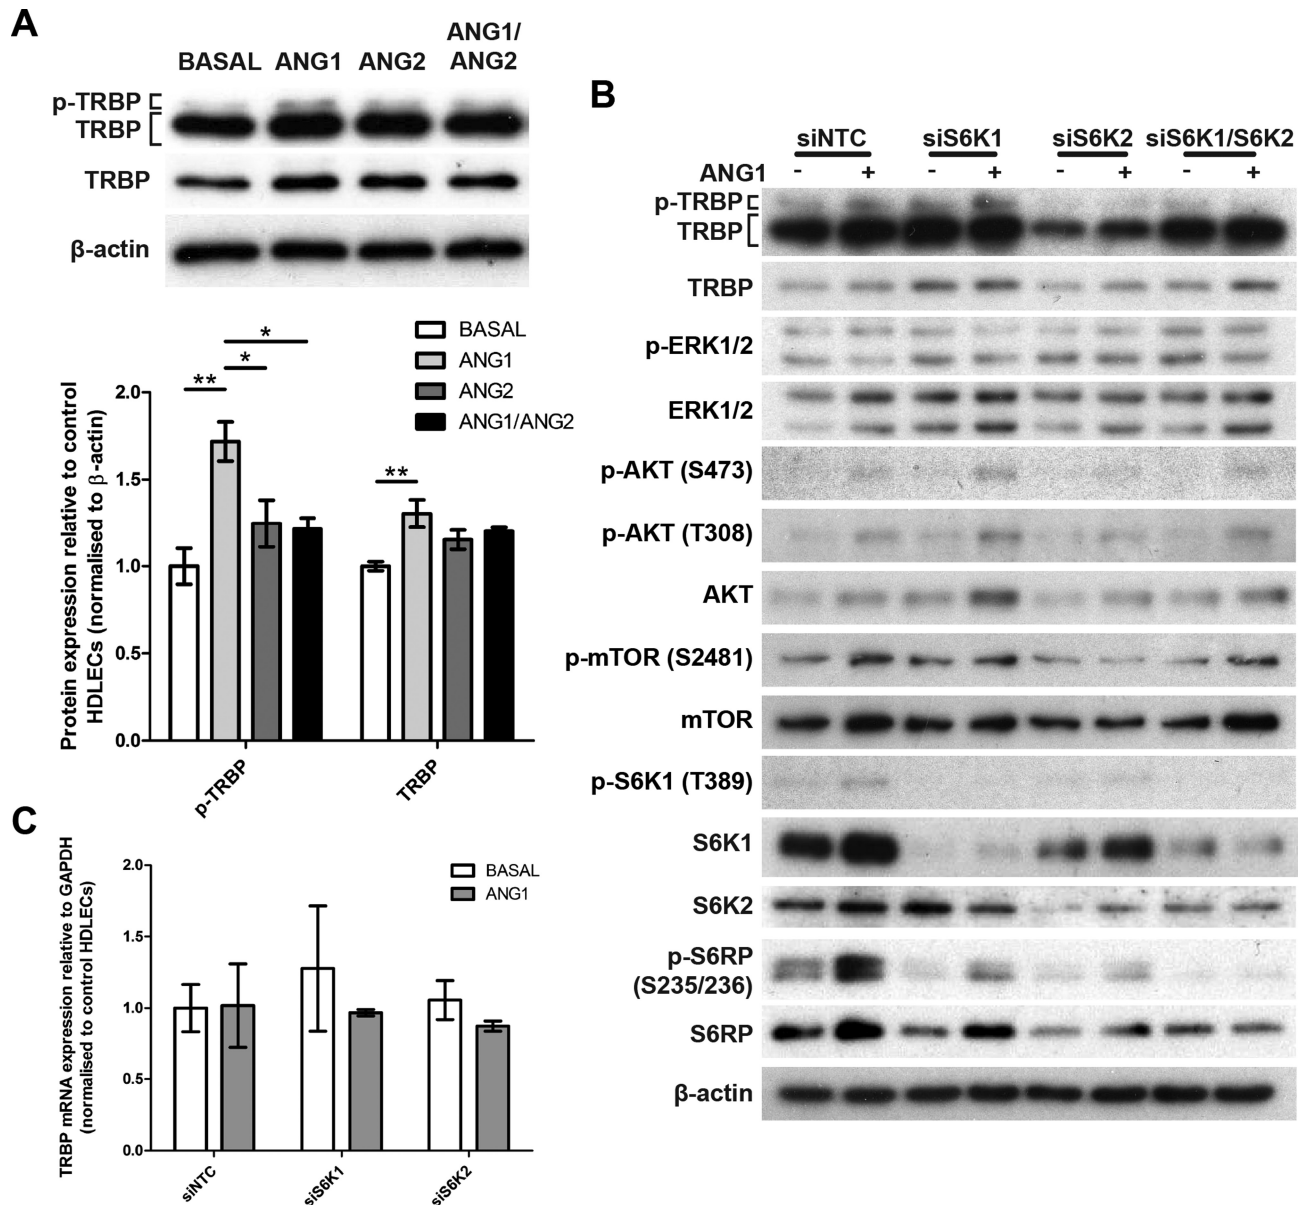 A
BASAL ANG1 ANG2 ANG1/
ANG2
p-TRBP
TRBP
TRBP
β-actin
BASAL
ANG1
ANG2
ANG1/ANG2
Protein expression relative to control
HDLECs (normalised to β-actin)
2.0
1.5
1.0
0.5
0.0
**
*
*
**
p-TRBP
TRBP
B
siNTC siS6K1 siS6K2 siS6K1/S6K2
ANG1 - + - + - + - +
p-TRBP
TRBP
TRBP
p-ERK1/2
ERK1/2
p-AKT (S473)
p-AKT (T308)
AKT
p-mTOR (S2481)
mTOR
p-S6K1 (T389)
S6K1
S6K2
p-S6RP
(S235/236)
S6RP
β-actin
C
TRBP mRNA expression relative to GAPDH
(normalised to control HDLECs)
2.0
1.5
1.0
0.5
0.0
BASAL
ANG1
siNTC
siS6K1
siS6K2